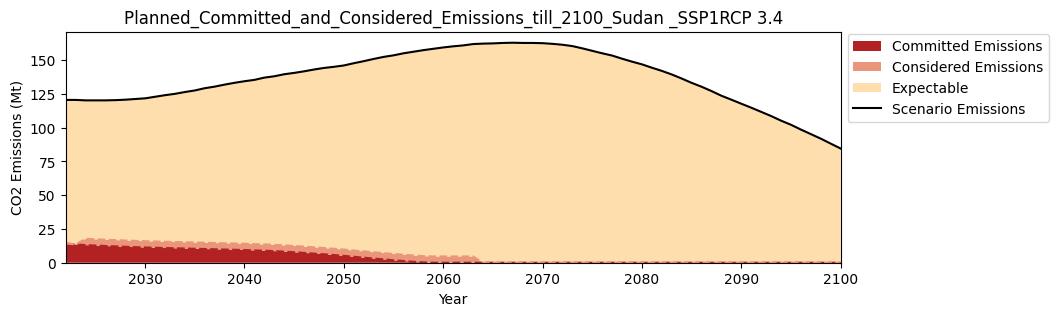 Planned_Committed_and_Considered_Emissions_till_2100_Sudan _SSP1RCP 3.4
CO2 Emissions (Mt)
150
125
100
75
50
25
0
2030 2040 2050 2060 2070 2080 2090 2100
Year
Committed Emissions
Considered Emissions
Expectable
Scenario Emissions